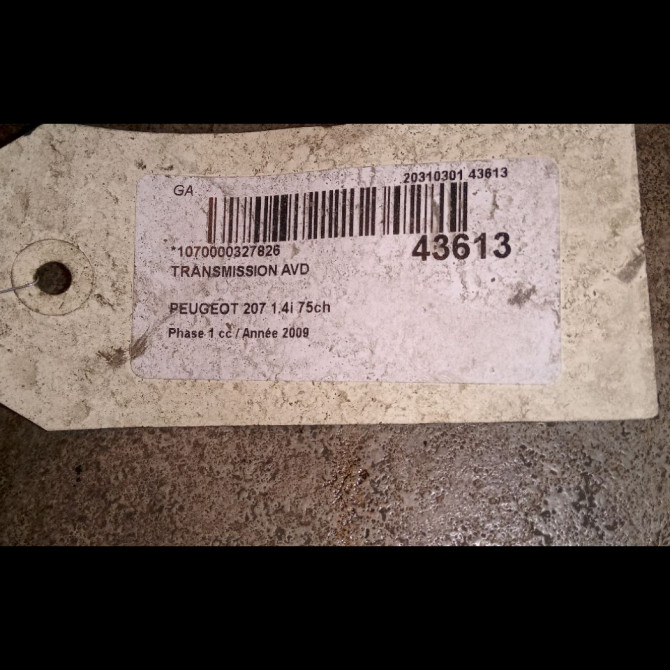 GA
20310301 43613
*1070000327826
43613
TRANSMISSION AVD
PEUGEOT 207 1.4i 75ch
Phase 1 cc / Année 2009